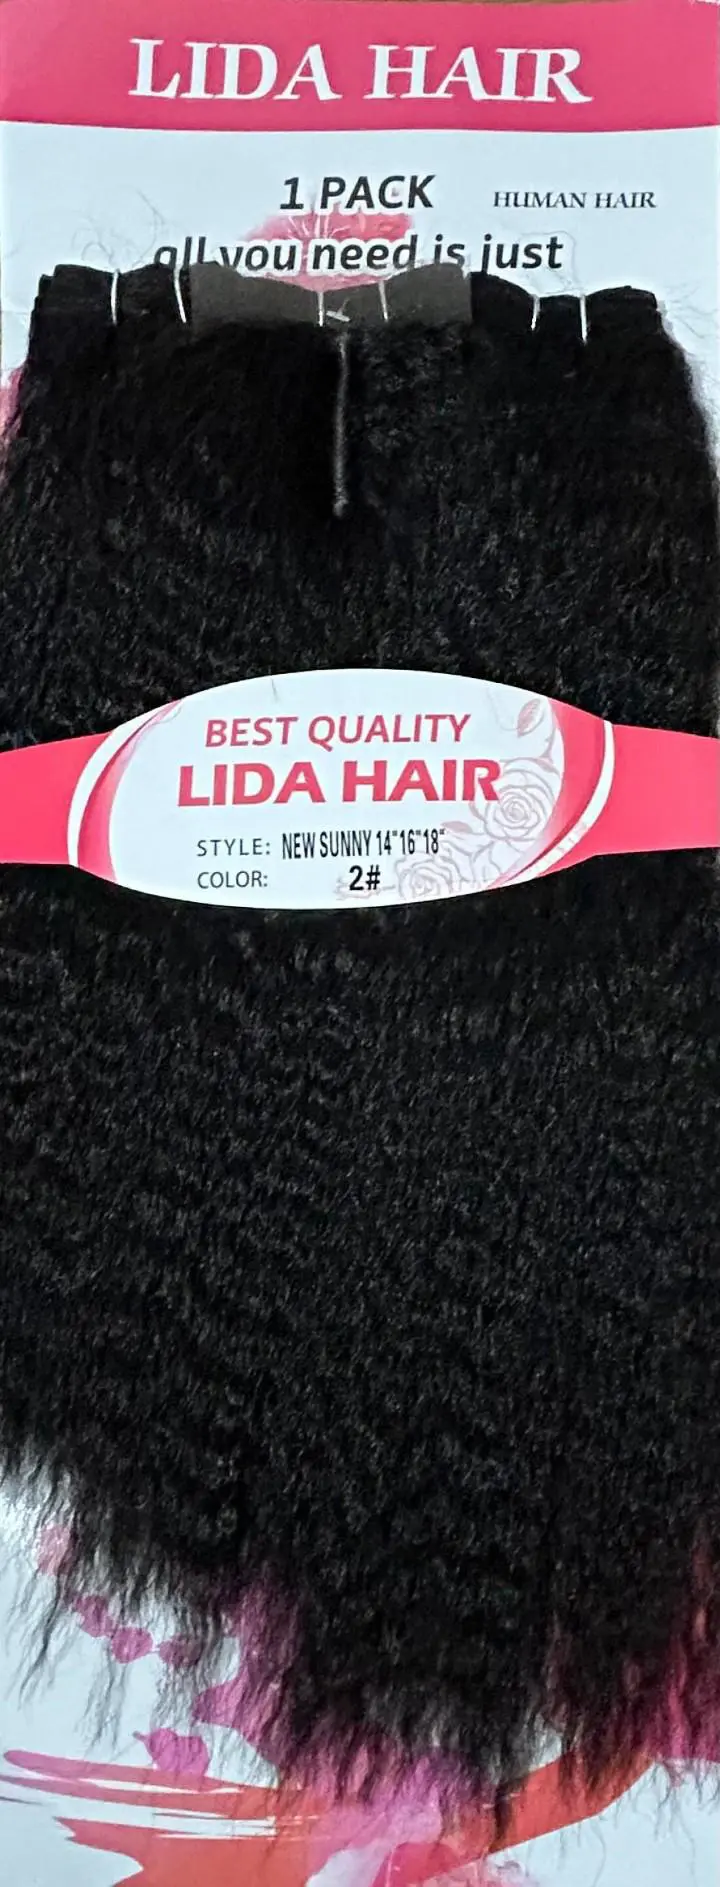 LIDA HAIR
1 PACK
HUMAN HAIR
all you need is just
BEST QUALITY
LIDA HAIR
STYLE: NEW SUNNY 14"16"18"
COLOR: 2#